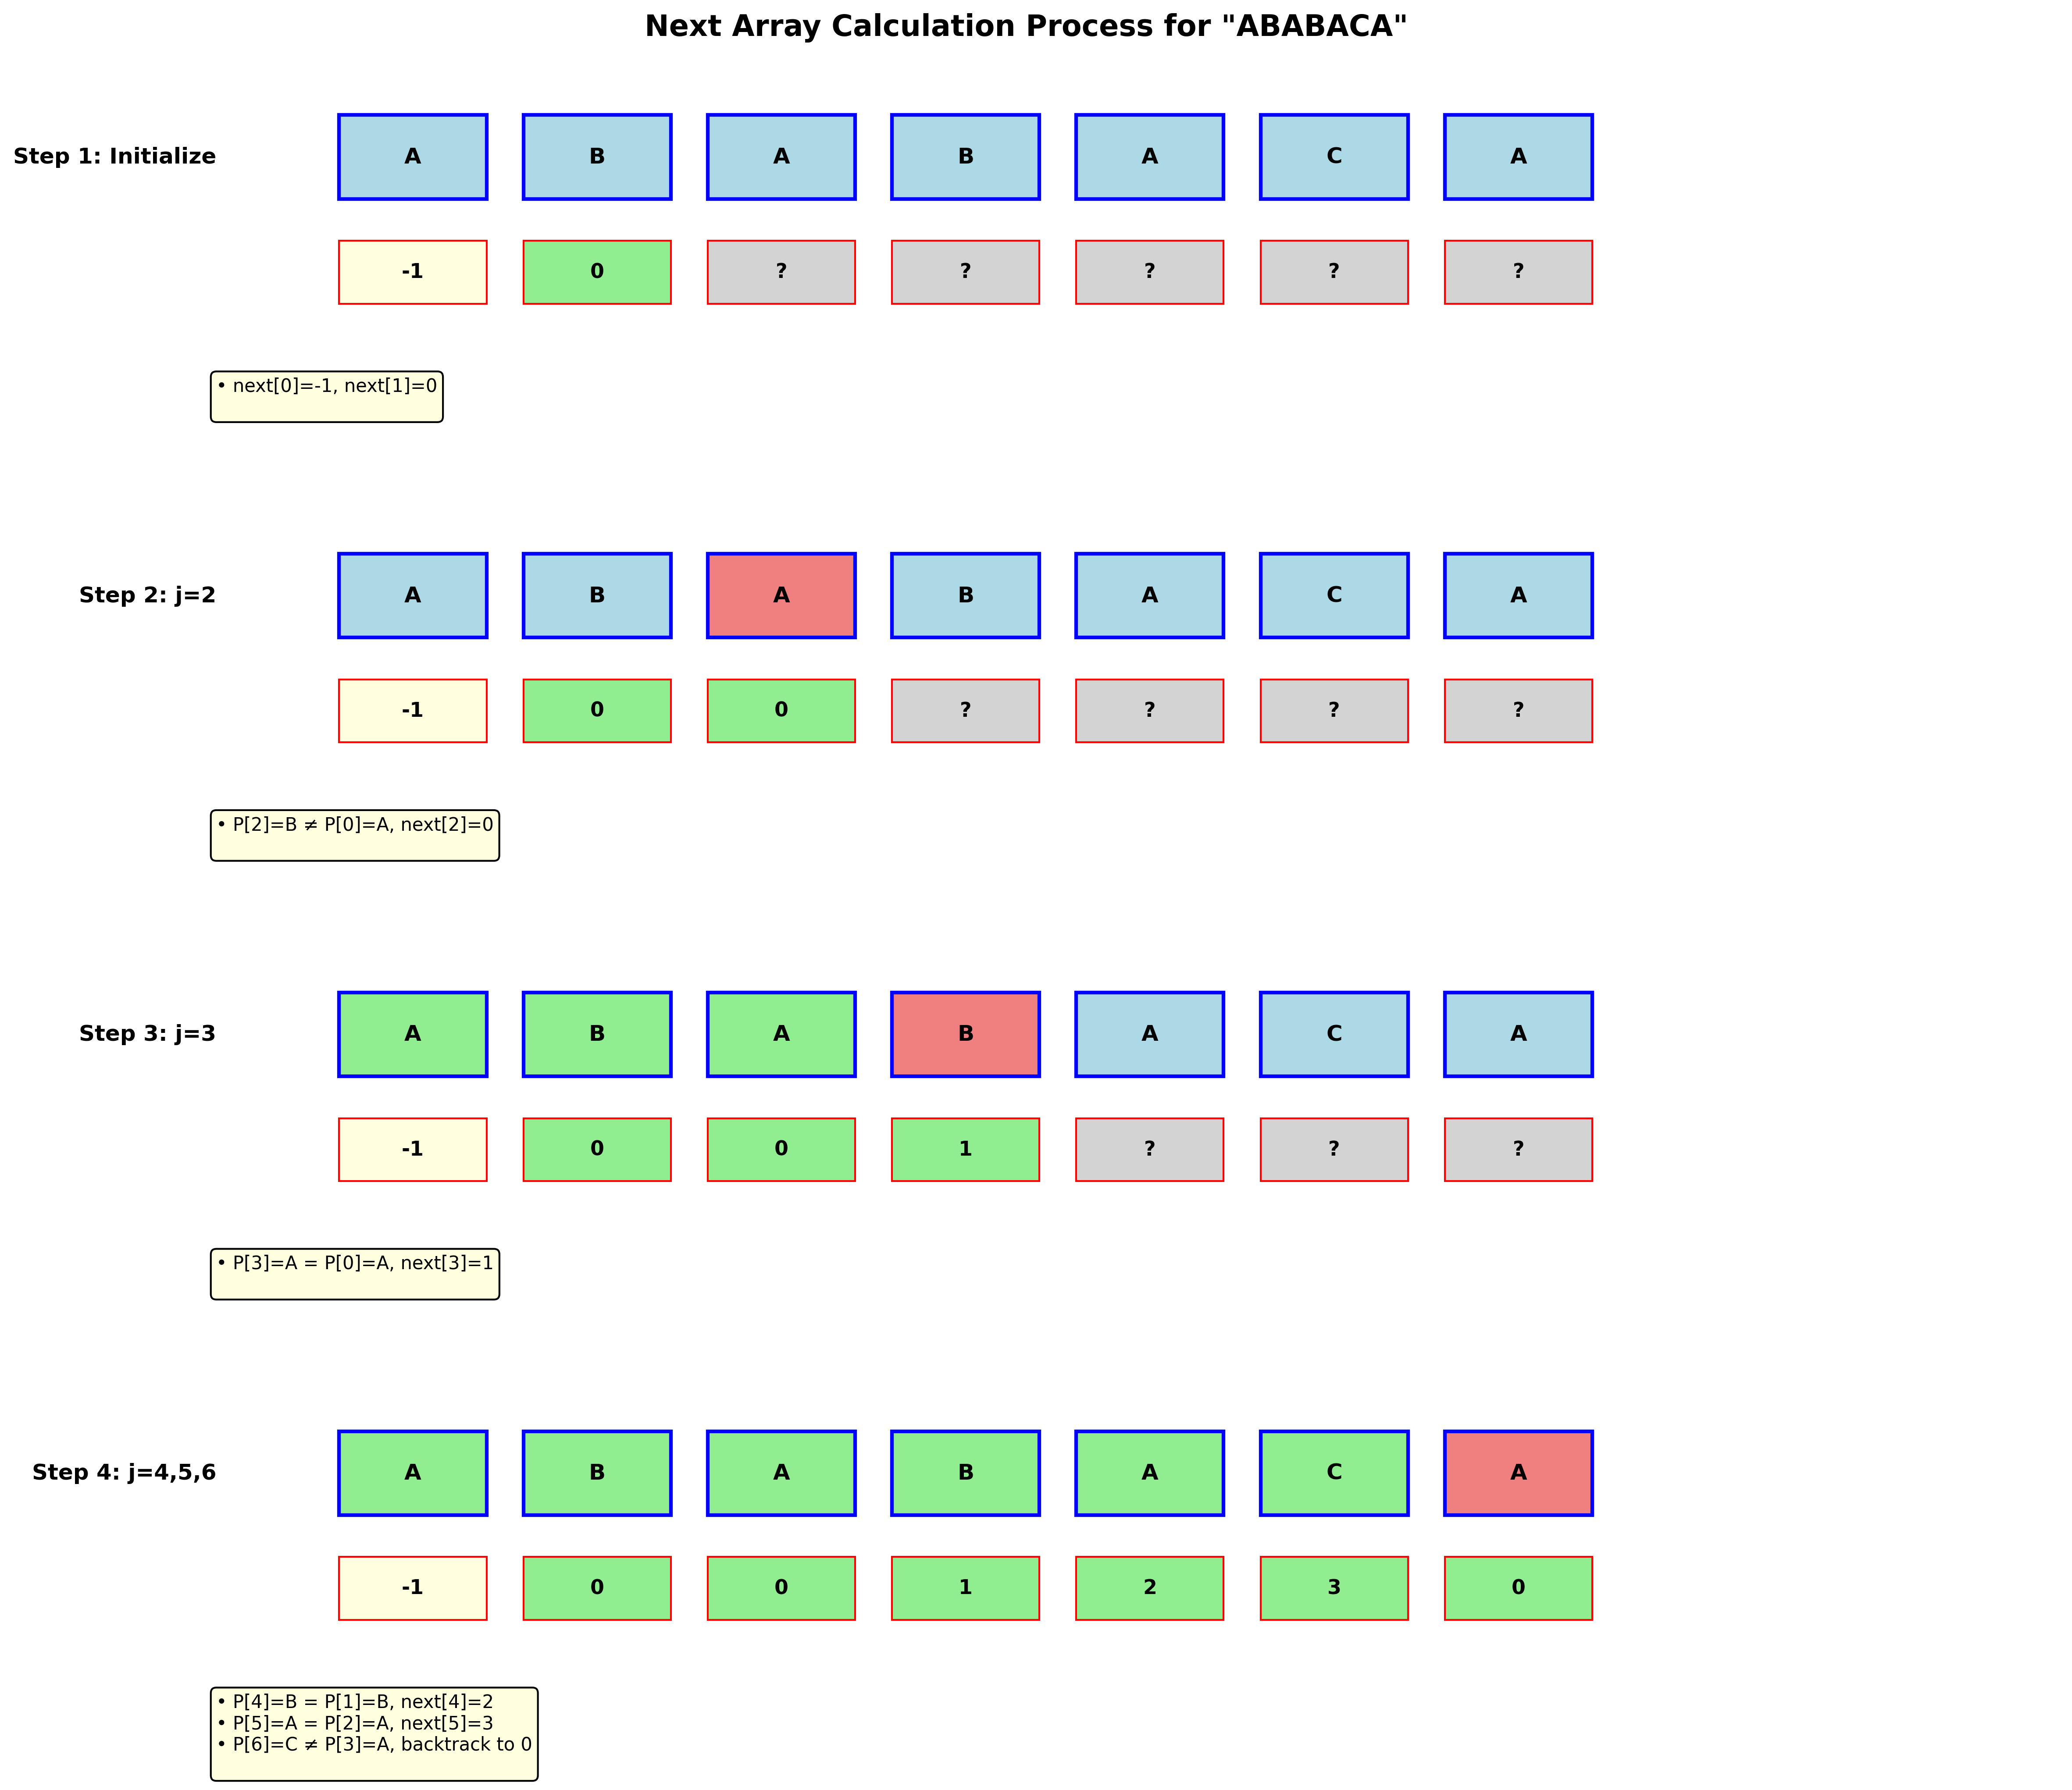 Next Array Calculation Process for "ABABACA"
Step 1: Initialize A B A B A C A
-1 0 ? ? ? ? ?
• next[0]=-1, next[1]=0
Step 2: j=2 A B A B A C A
-1 0 0 ? ? ? ?
• P[2]=B ≠ P[0]=A, next[2]=0
Step 3: j=3 A B A B A C A
-1 0 0 1 ? ? ?
• P[3]=A = P[0]=A, next[3]=1
Step 4: j=4,5,6 A B A B A C A
-1 0 0 1 2 3 0
• P[4]=B = P[1]=B, next[4]=2
• P[5]=A = P[2]=A, next[5]=3
• P[6]=C ≠ P[3]=A, backtrack to 0